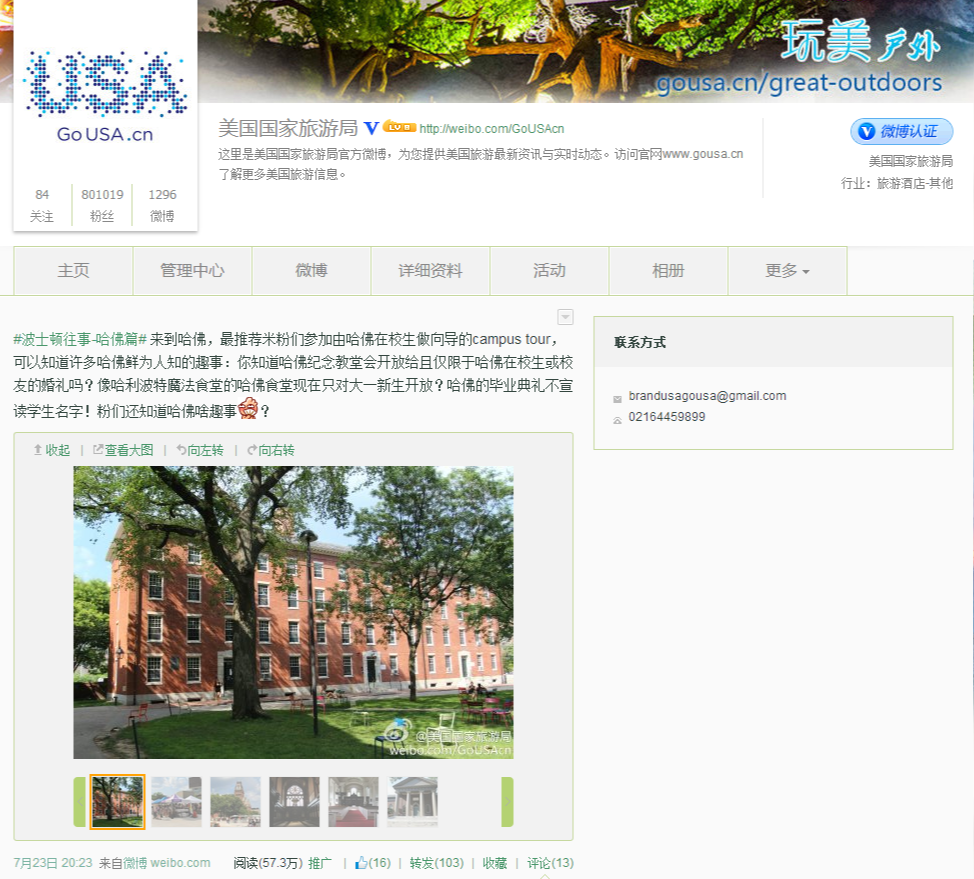 玩美户外
gousa.cn/great-outdoors
USA
Go USA.cn
84
关注
801019
粉丝
1296
微博
美国国家旅游局 V LV 8 http://weibo.com/GoUSAcn
这里是美国国家旅游局官方微博，为您提供美国旅游最新资讯与实时动态。访问官网www.gousa.cn
了解更多美国旅游信息。
V 微博认证
美国国家旅游局
行业：旅游酒店-其他
主页 管理中心 微博 详细资料 活动 相册 更多
#波士顿往事-哈佛篇# 来到哈佛，最推荐米粉们参加由哈佛在校生做向导的campus tour，
可以知道许多哈佛鲜为人知的趣事：你知道哈佛纪念教堂会开放给且仅限于哈佛在校生或校
友的婚礼吗？像哈利波特魔法食堂的哈佛食堂现在只对大一新生开放？哈佛的毕业典礼不宣
读学生名字！粉们还知道哈佛啥趣事？
收起 | 查看大图 | 向左转 | 向右转
@美国国家旅游局
weibo.com/GoUSAcn
7月23日 20:23 来自微博 weibo.com 阅读(57.3万) 推广 | (16) | 转发(103) | 收藏 | 评论(13)
联系方式
brandusagousa@gmail.com
02164459899